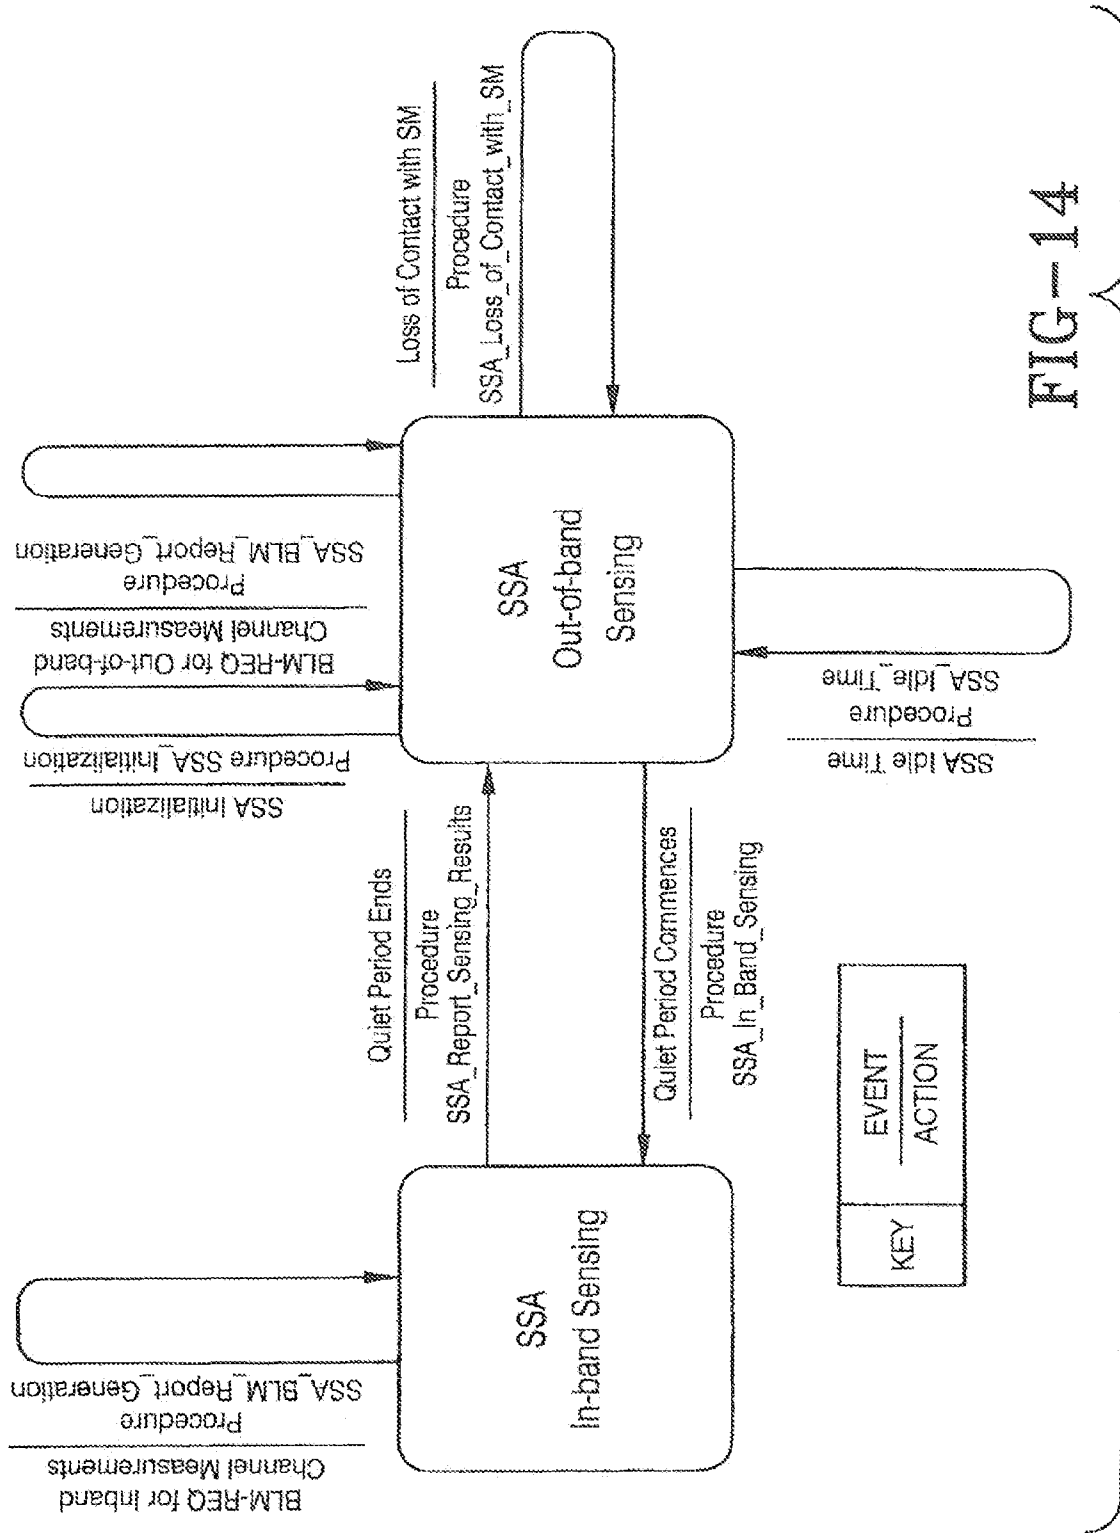 BLM-REQ for Inband
Channel Measurements
Procedure
SSA_BLM_Report_Generation
SSA
In-band Sensing
Quiet Period Ends
Procedure
SSA_Report_Sensing_Results
Quiet Period Commences
Procedure
SSA_In_Band_Sensing
SSA Initialization
Procedure SSA_Initialization
BLM-REQ for Out-of-band
Channel Measurements
Procedure
SSA_BLM_Report_Generation
SSA
Out-of-band
Sensing
Loss of Contact with SM
Procedure
SSA_Loss_of_Contact_with_SM
SSA Idle Time
Procedure
SSA_Idle_Time
KEY
EVENT
ACTION
FIG-14